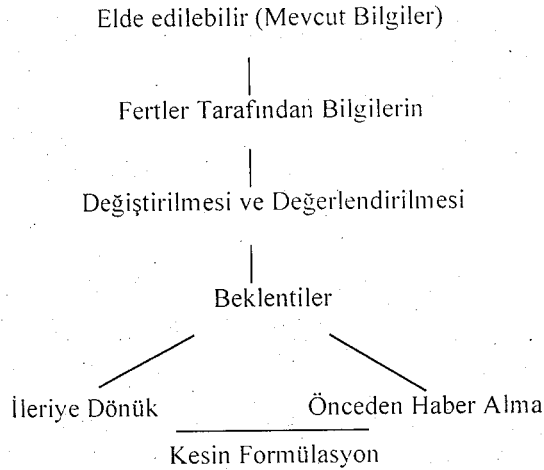 Elde edilebilir (Mevcut Bilgiler)
Fertler Tarafından Bilgilerin
Değiştirilmesi ve Değerlendirilmesi
Beklentiler
İleriye Dönük
Önceden Haber Alma
Kesin Formülasyon